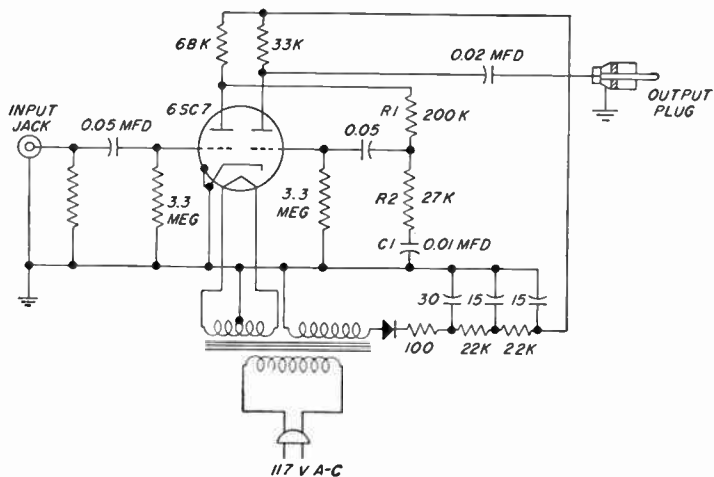 68K
33K
0.02 MFD
OUTPUT
PLUG
INPUT
JACK
0.05 MFD
6SC7
R1
200K
0.05
3.3
MEG
3.3
MEG
R2
27K
C1
0.01 MFD
30
15
15
100
22K
22K
117 V A-C